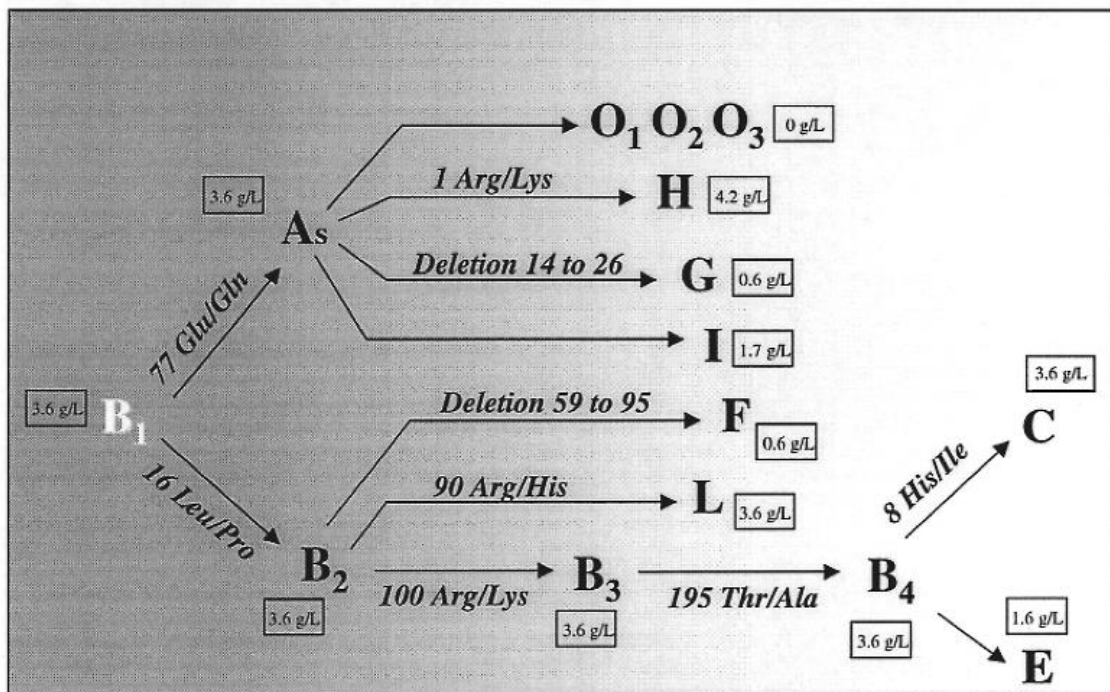 O1 O2 O3 0 g/L
1 Arg/Lys
3.6 g/L
H 4.2 g/L
As
Deletion 14 to 26
G 0.6 g/L
77 Glu/Gln
I 1.7 g/L
3.6 g/L
3.6 g/L B1
Deletion 59 to 95
F
C
0.6 g/L
16 Leu/Pro
90 Arg/His
L 3.6 g/L
8 His/Ile
B2
100 Arg/Lys
B3
195 Thr/Ala
B4
3.6 g/L
3.6 g/L
3.6 g/L
1.6 g/L
E